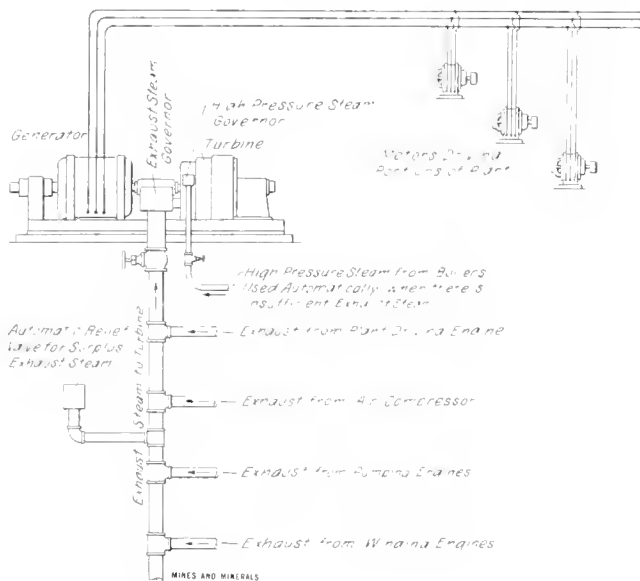 Exhaust Steam
Governor
High Pressure Steam
Governor
Generator
Turbine
Motors Driving
Portions of Plant
High Pressure Steam from Boilers
Used Automatically when there is
Insufficient Exhaust Steam
Automatic Relief
Valve for Surplus
Exhaust Steam
Exhaust Steam to Turbine
Exhaust from Plant Driving Engine
Exhaust from Air Compressor
Exhaust from Pumping Engines
Exhaust from Winding Engines
MINES AND MINERALS